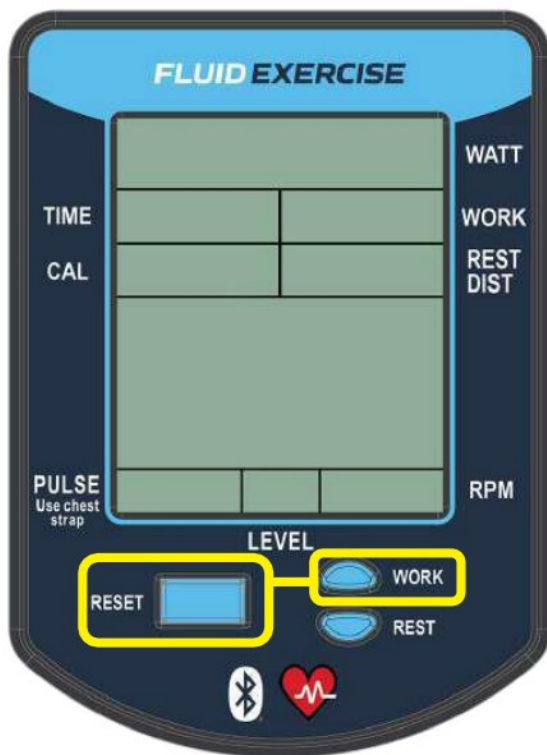 FLUID EXERCISE
WATT
TIME
WORK
CAL
REST
DIST
PULSE
Use chest
strap
RPM
LEVEL
RESET
WORK
REST